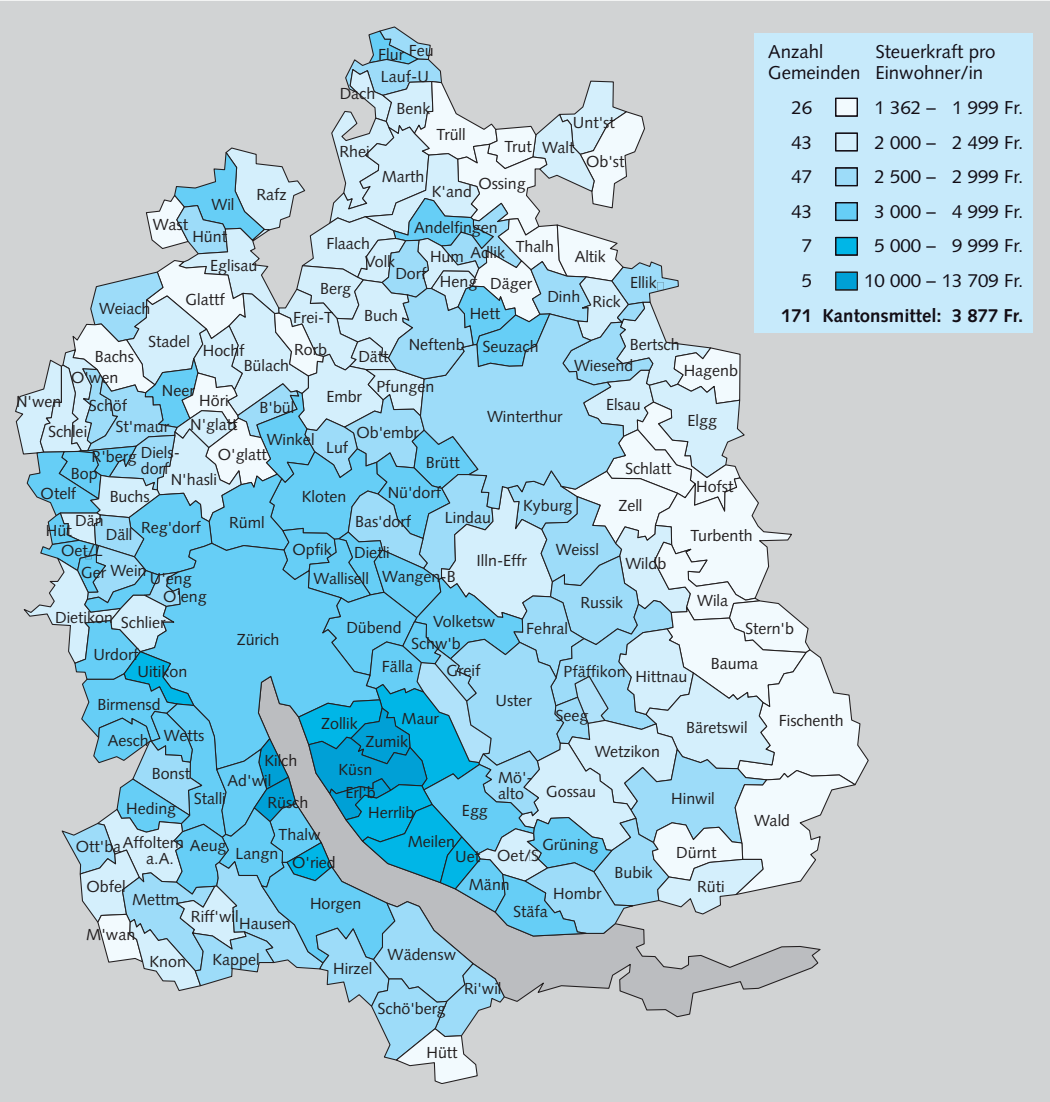 Anzahl Gemeinden
Steuerkraft pro Einwohner/in
26 1 362 – 1 999 Fr.
43 2 000 – 2 499 Fr.
47 2 500 – 2 999 Fr.
43 3 000 – 4 999 Fr.
7 5 000 – 9 999 Fr.
5 10 000 – 13 709 Fr.
171 Kantonsmittel: 3 877 Fr.
Flur
Feu
Lauf-U
Dach
Benk
Trüll
Unt'st
Trut
Walt
Ob'st
Rhei
Marth
K'and
Ossing
Wil
Rafz
Wast
Hünt
Andelfingen
Flaach
Volk
Hum
Adlik
Thalh
Altik
Eglisau
Dorf
Heng
Däger
Ellik
Berg
Dinh
Rick
Glattf
Weiach
Frei-T
Buch
Hett
Stadel
Hochf
Rorb
Dätt
Neftenb
Seuzach
Bertsch
Bachs
Bülach
Wiesend
Hagenb
O'wen
Neer
Höri
Embr
Pfungen
N'wen
Schöf
B'bül
Elsau
Elgg
Winterthur
Schlei
St'maur
N'glatt
Winkel
Luf
Ob'embr
R'berg
Diels-
dorf
O'glatt
Brütt
Schlatt
Bop
N'hasli
Otelf
Buchs
Kloten
Nü'dorf
Hofst
Zell
Kyburg
Lindau
Dän
Hüt
Däll
Reg'dorf
Rüml
Bas'dorf
Turbenth
Oet/L
Opfik
Dietli
Weissl
Illn-Effr
Wildb
Ger
Wein
U'eng
O'eng
Wallisell
Wangen-B
Russik
Wila
Dietikon
Schlier
Zürich
Dübend
Volketsw
Fehral
Stern'b
Schw'b
Urdorf
Uitikon
Fälla
Greif
Pfäffikon
Hittnau
Bauma
Birmensd
Uster
Zollik
Maur
Seeg
Bäretswil
Fischenth
Aesch
Wetts
Zumik
Wetzikon
Kilch
Küsn
Bonst
Ad'wil
Mö'-
alto
Gossau
Erl'b
Hinwil
Stalli
Rüsch
Heding
Herrlib
Egg
Wald
Thalw
Ott'ba
Affoltern
a.A.
Aeug
Langn
O'ried
Meilen
Uet
Oet/S
Grüning
Dürnt
Obfel
Männ
Hombr
Bubik
Rüti
Mettm
Riff'wil
Horgen
Stäfa
Hausen
M'wan
Knon
Kappel
Hirzel
Wädensw
Ri'wil
Schö'berg
Hütt